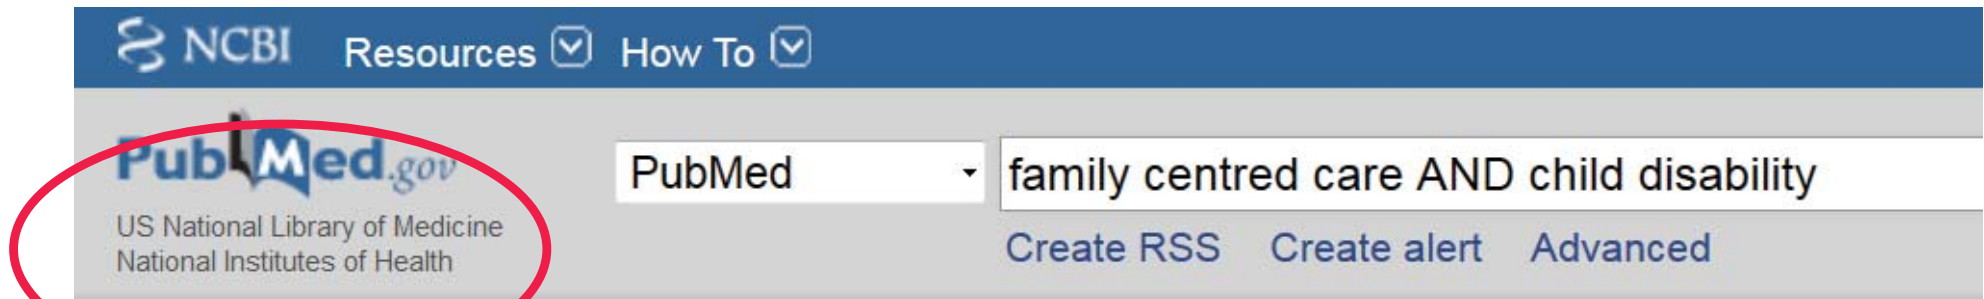 NCBI Resources How To
PubMed.gov
PubMed family centred care AND child disability
US National Library of Medicine
National Institutes of Health
Create RSS Create alert Advanced